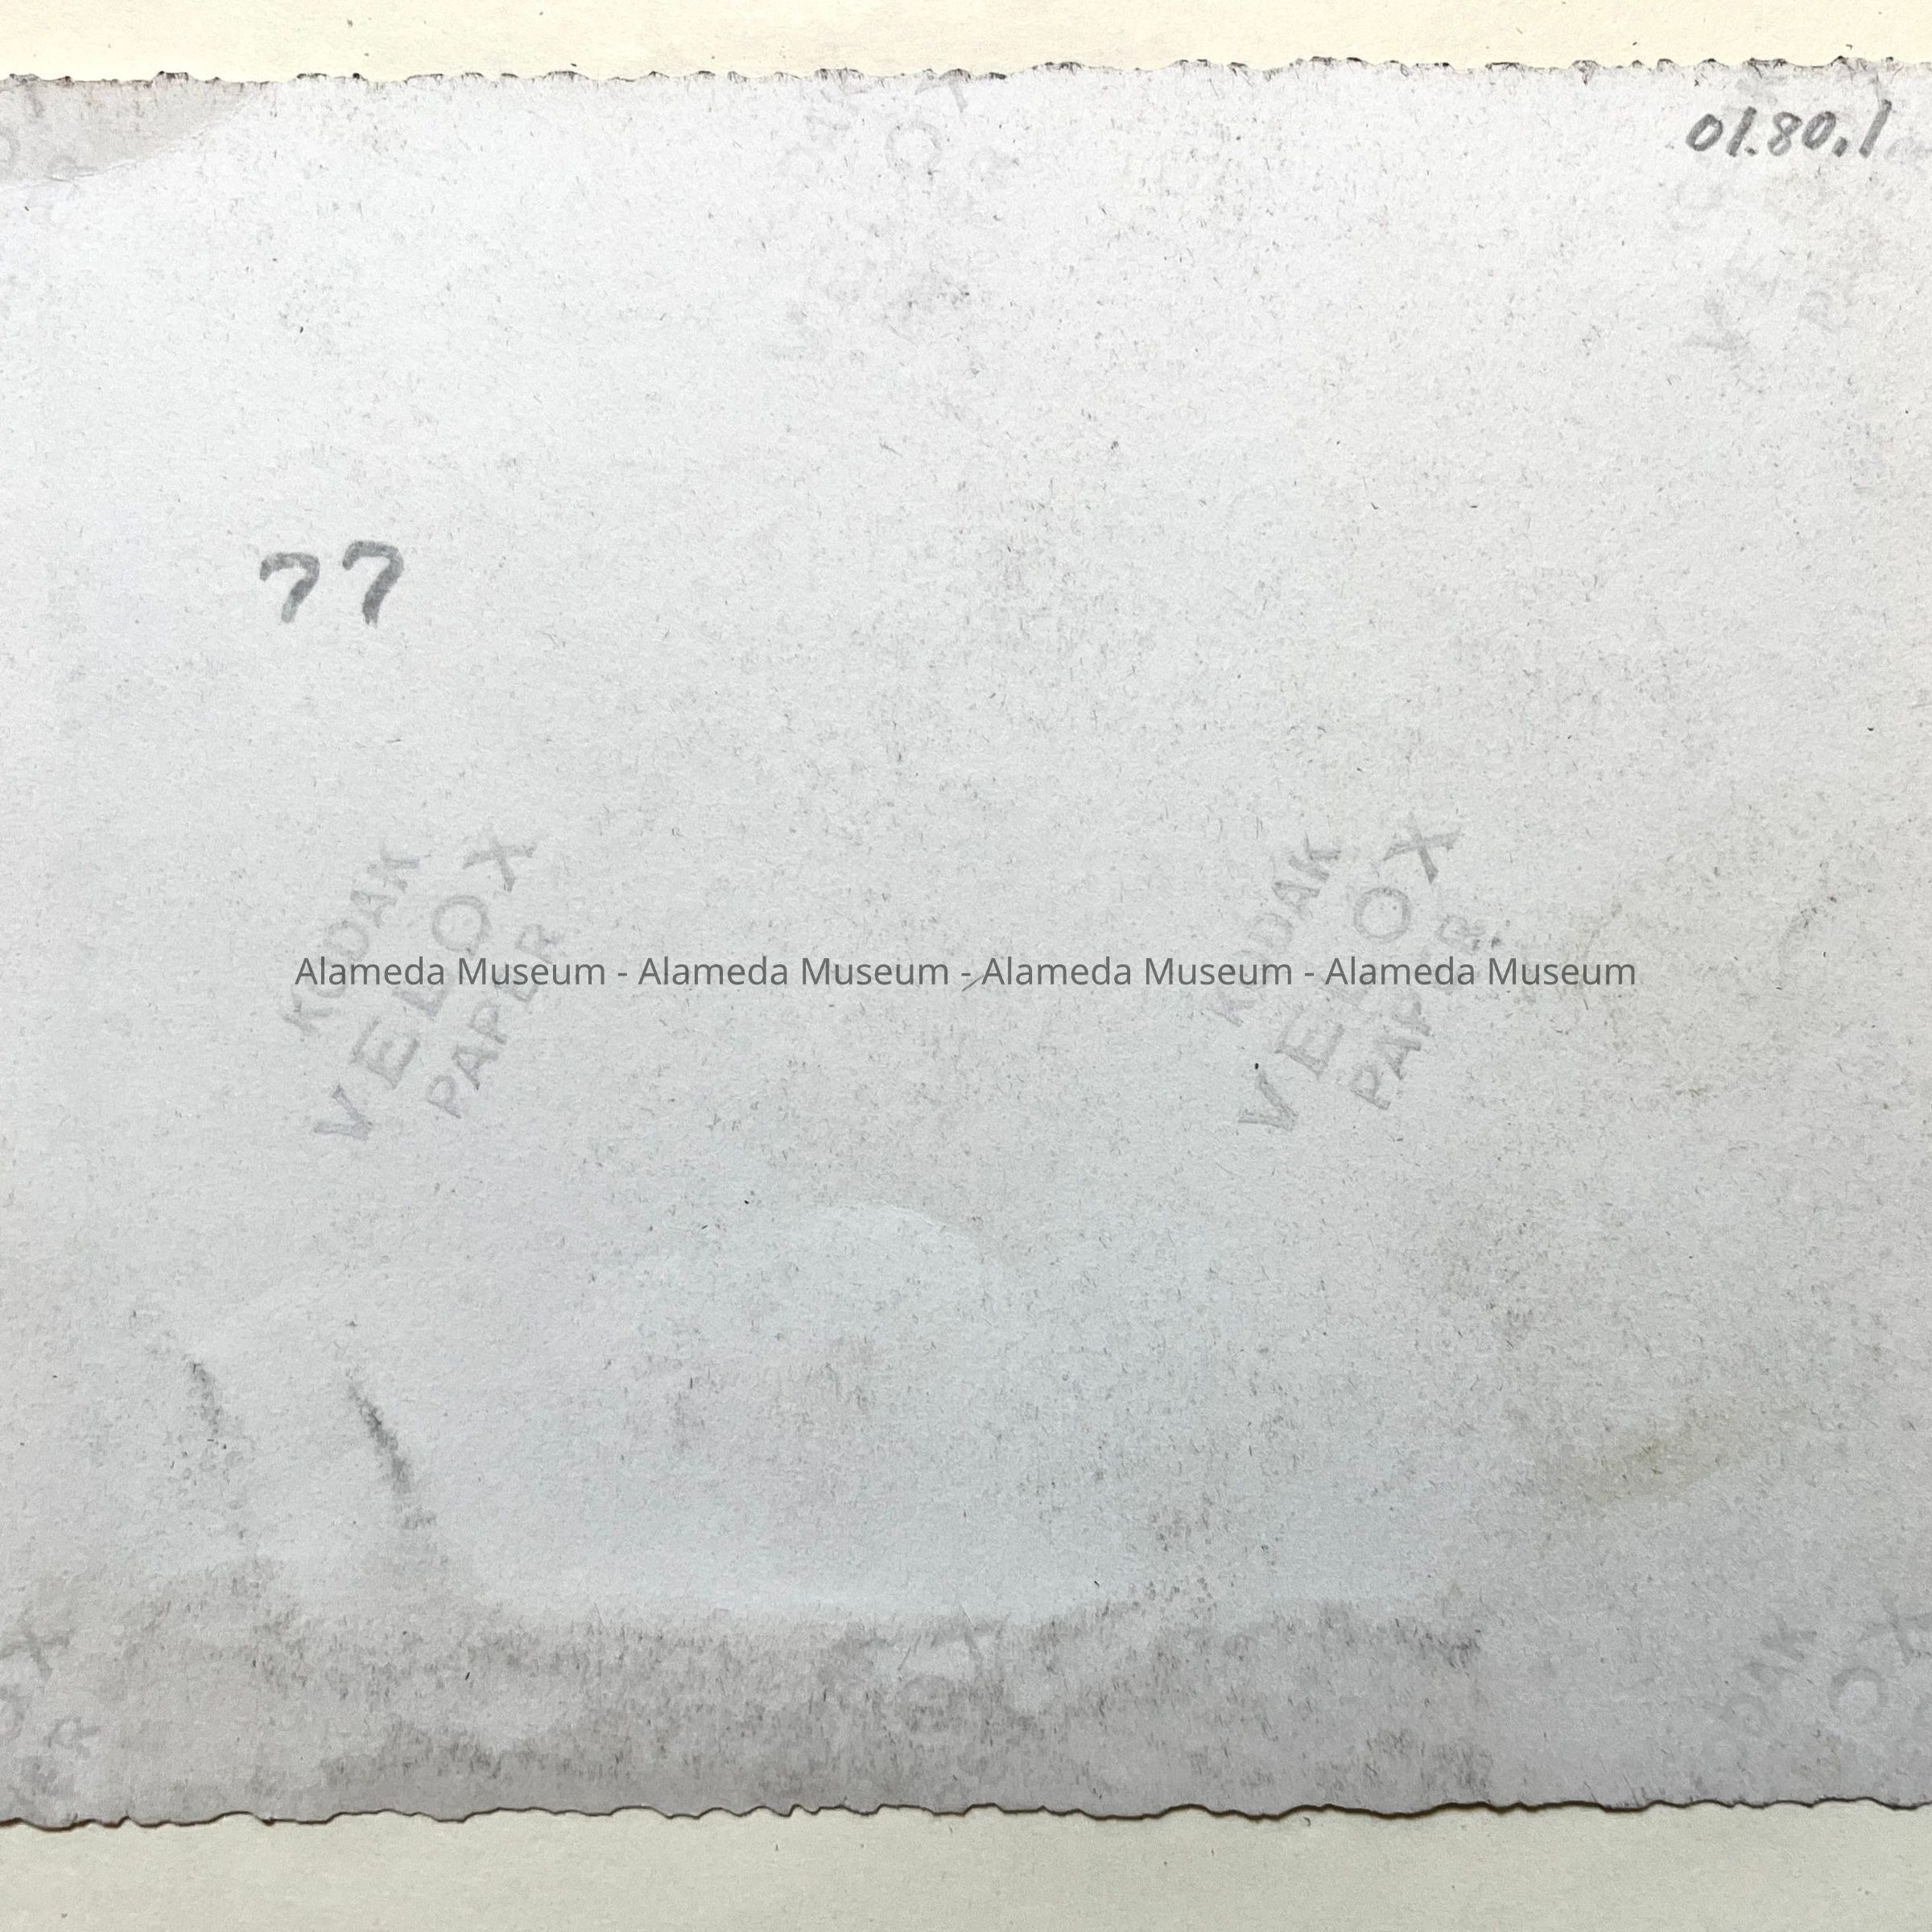 01.80.1
77
KODAK
VELOX
PAPER
KODAK
VELOX
PAPER
Alameda Museum - Alameda Museum - Alameda Museum - Alameda Museum